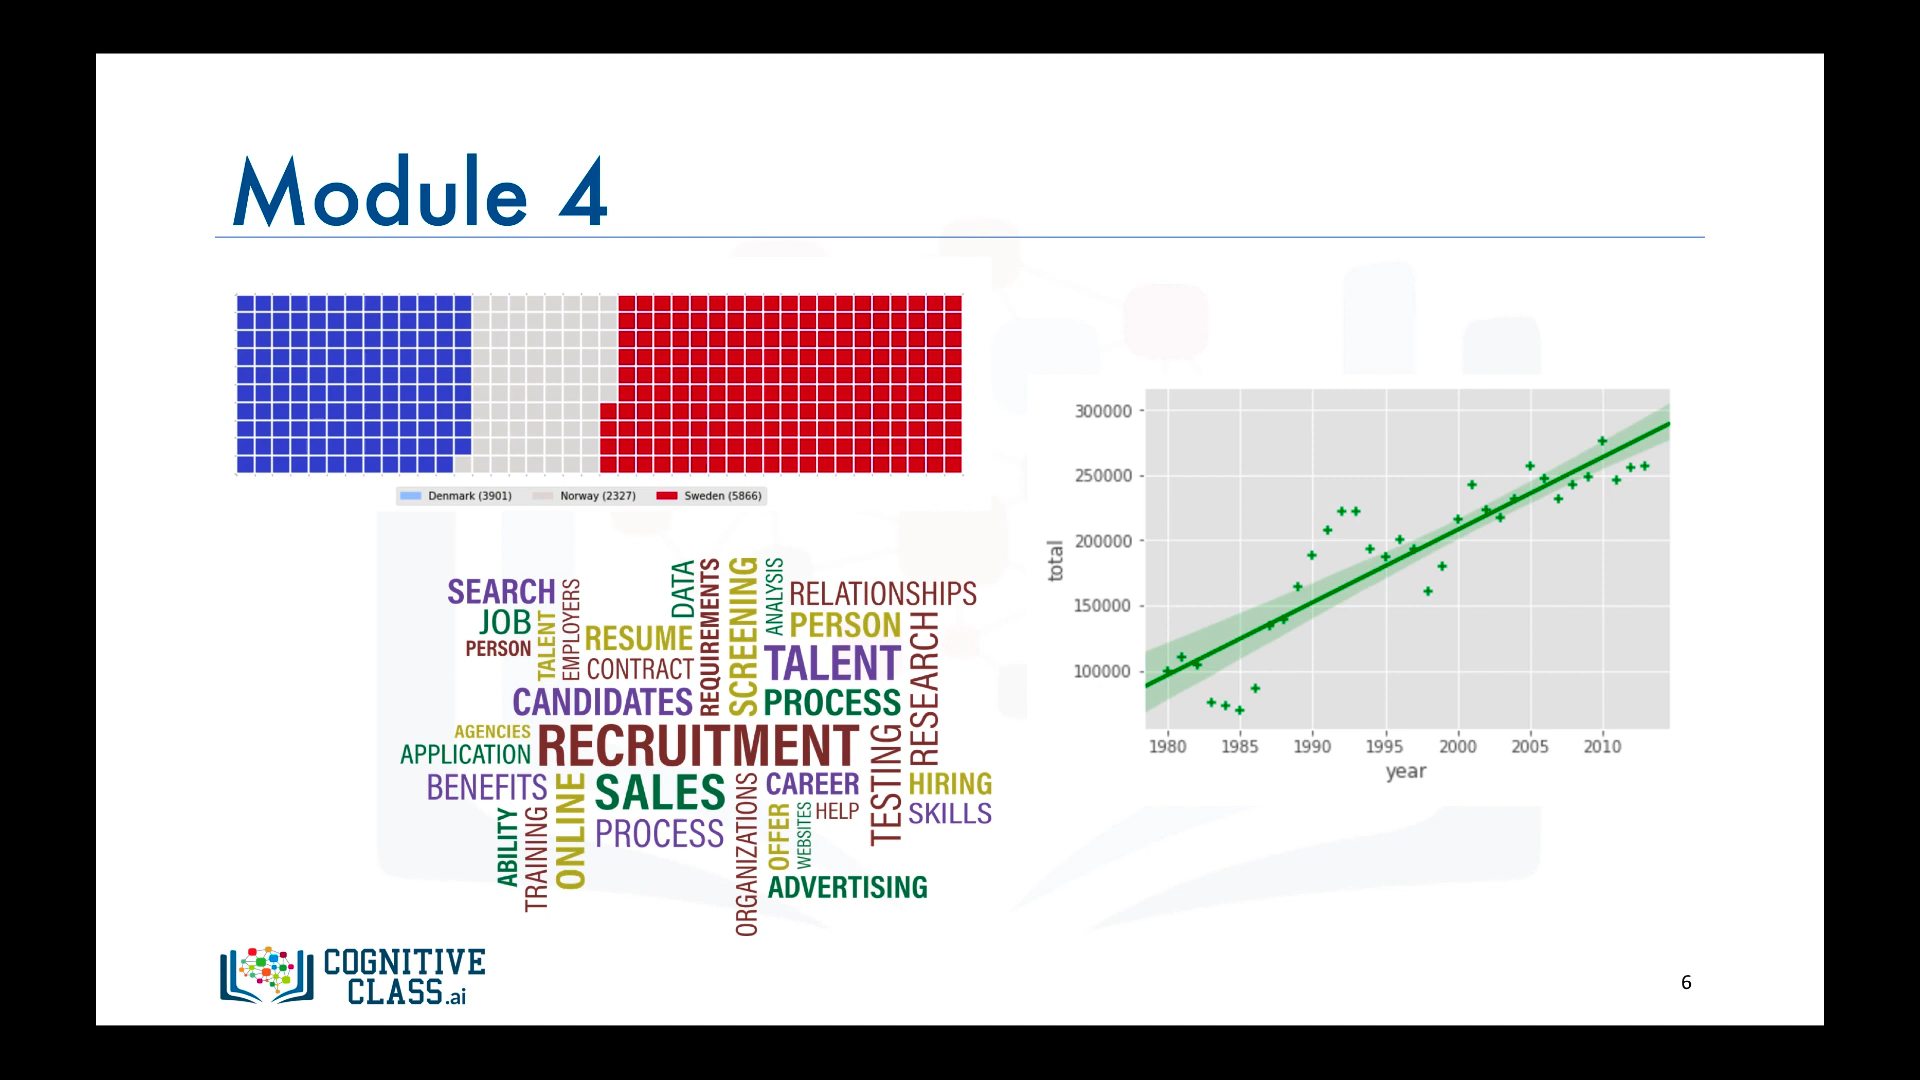 Module 4
Denmark (3901) Norway (2327) Sweden (5866)
SEARCH
JOB
PERSON
TALENT
EMPLOYERS
RESUME
CONTRACT
CANDIDATES
DATA
REQUIREMENTS
SCREENING
ANALYSIS
RELATIONSHIPS
PERSON
TALENT
PROCESS
RESEARCH
AGENCIES
APPLICATION
RECRUITMENT
BENEFITS
ABILITY
TRAINING
ONLINE
SALES
PROCESS
ORGANIZATIONS
CAREER
OFFER
WEBSITES
HELP
TESTING
HIRING
SKILLS
ADVERTISING
total
300000
250000
200000
150000
100000
1980 1985 1990 1995 2000 2005 2010
year
COGNITIVE
CLASS.ai
6